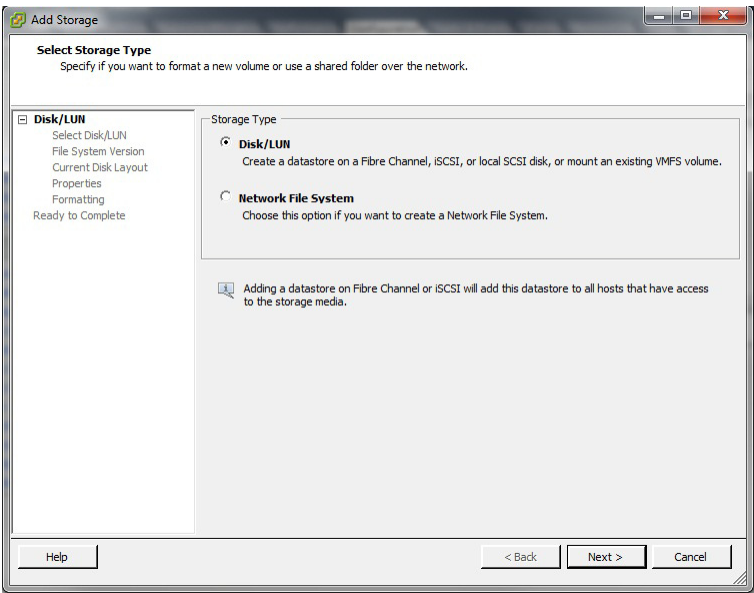 Add Storage
Select Storage Type
Specify if you want to format a new volume or use a shared folder over the network.
Disk/LUN
Select Disk/LUN
File System Version
Current Disk Layout
Properties
Formatting
Ready to Complete
Storage Type
Disk/LUN
Create a datastore on a Fibre Channel, iSCSI, or local SCSI disk, or mount an existing VMFS volume.
Network File System
Choose this option if you want to create a Network File System.
Adding a datastore on Fibre Channel or iSCSI will add this datastore to all hosts that have access
to the storage media.
Help
< Back
Next >
Cancel